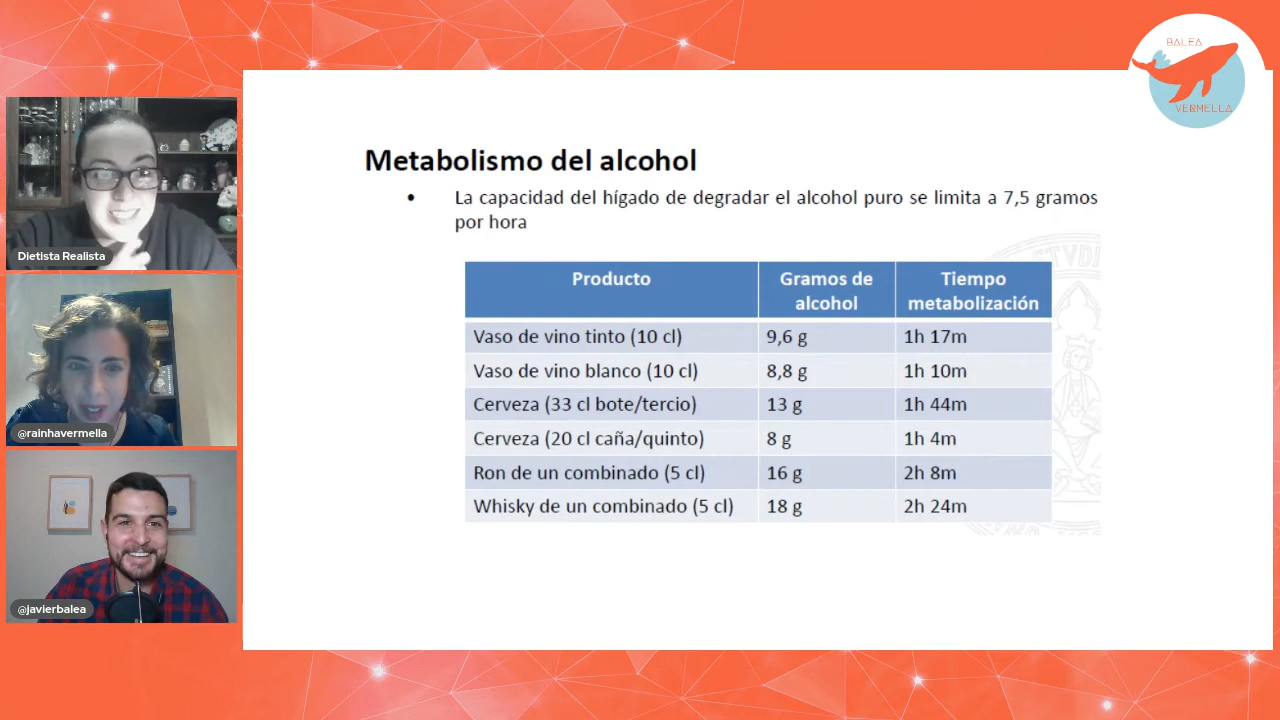 BALEA
VERMELLA
Metabolismo del alcohol
• La capacidad del hígado de degradar el alcohol puro se limita a 7,5 gramos
por hora
Producto Gramos de alcohol Tiempo metabolización
Vaso de vino tinto (10 cl) 9,6 g 1h 17m
Vaso de vino blanco (10 cl) 8,8 g 1h 10m
Cerveza (33 cl bote/tercio) 13 g 1h 44m
Cerveza (20 cl caña/quinto) 8 g 1h 4m
Ron de un combinado (5 cl) 16 g 2h 8m
Whisky de un combinado (5 cl) 18 g 2h 24m
Dietista Realista
@rainhavermella
@javierbalea